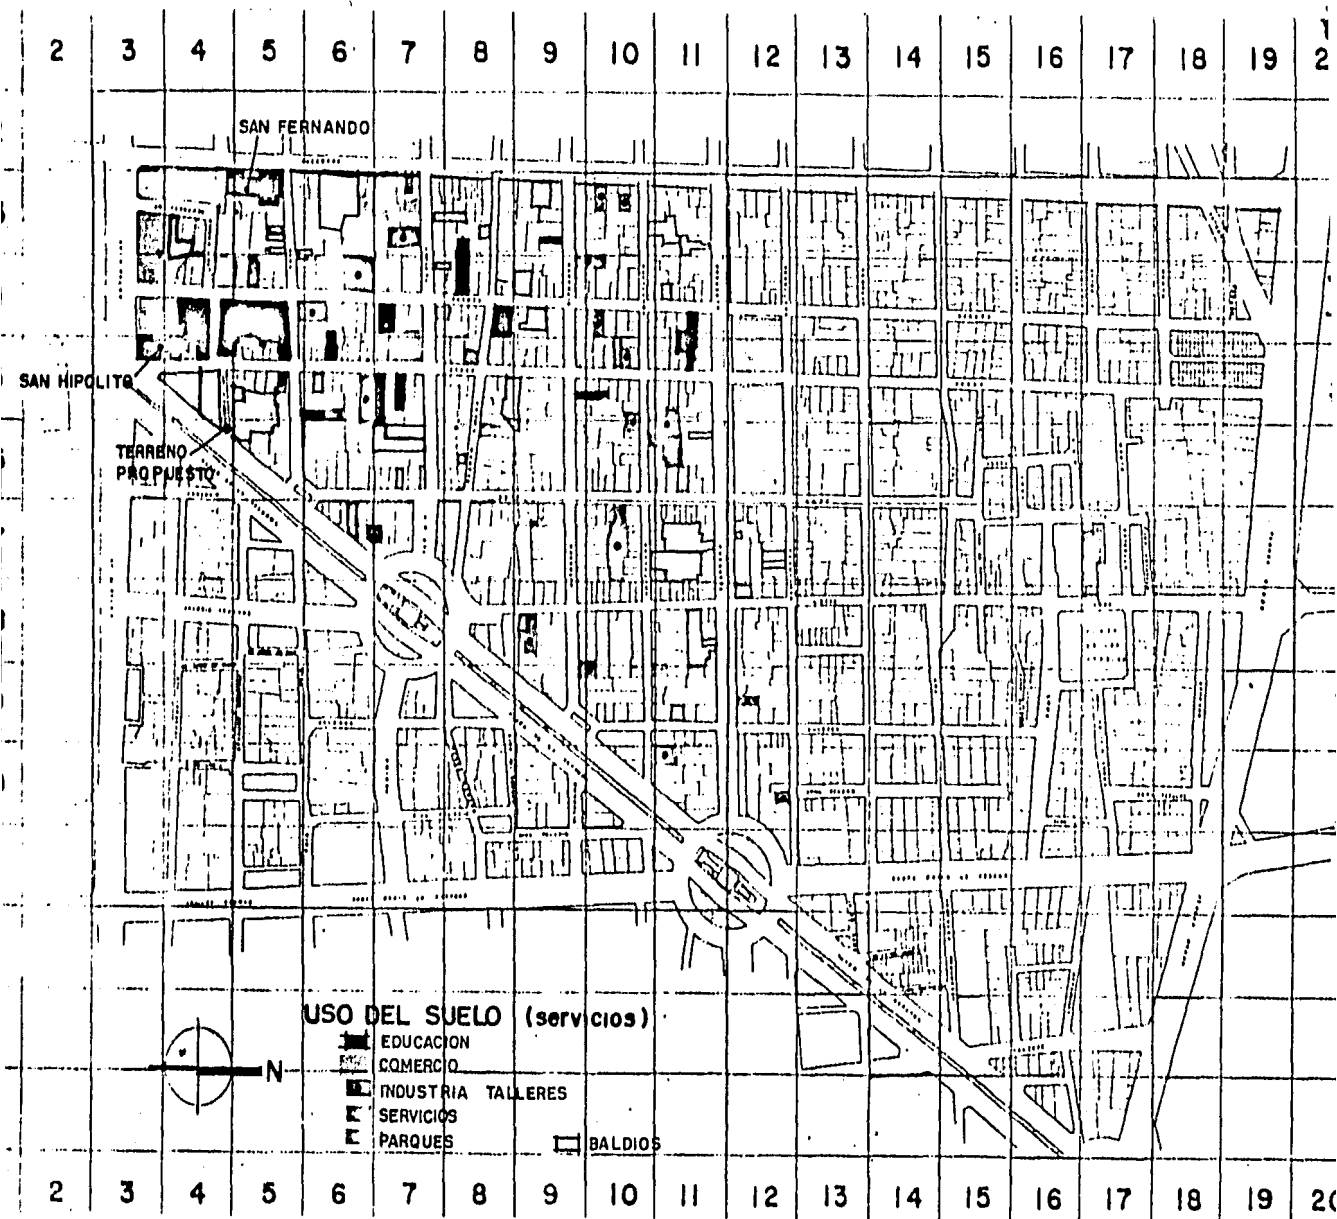 2 3 4 5 6 7 8 9 10 11 12 13 14 15 16 17 18 19
SAN FERNANDO
SAN HIPOLITO
TERRENO
PROPUESTO
USO DEL SUELO (servicios)
EDUCACION
COMERCIO
N
INDUSTRIA TALLERES
SERVICIOS
PARQUES
BALDIOS
2 3 4 5 6 7 8 9 10 11 12 13 14 15 16 17 18 19